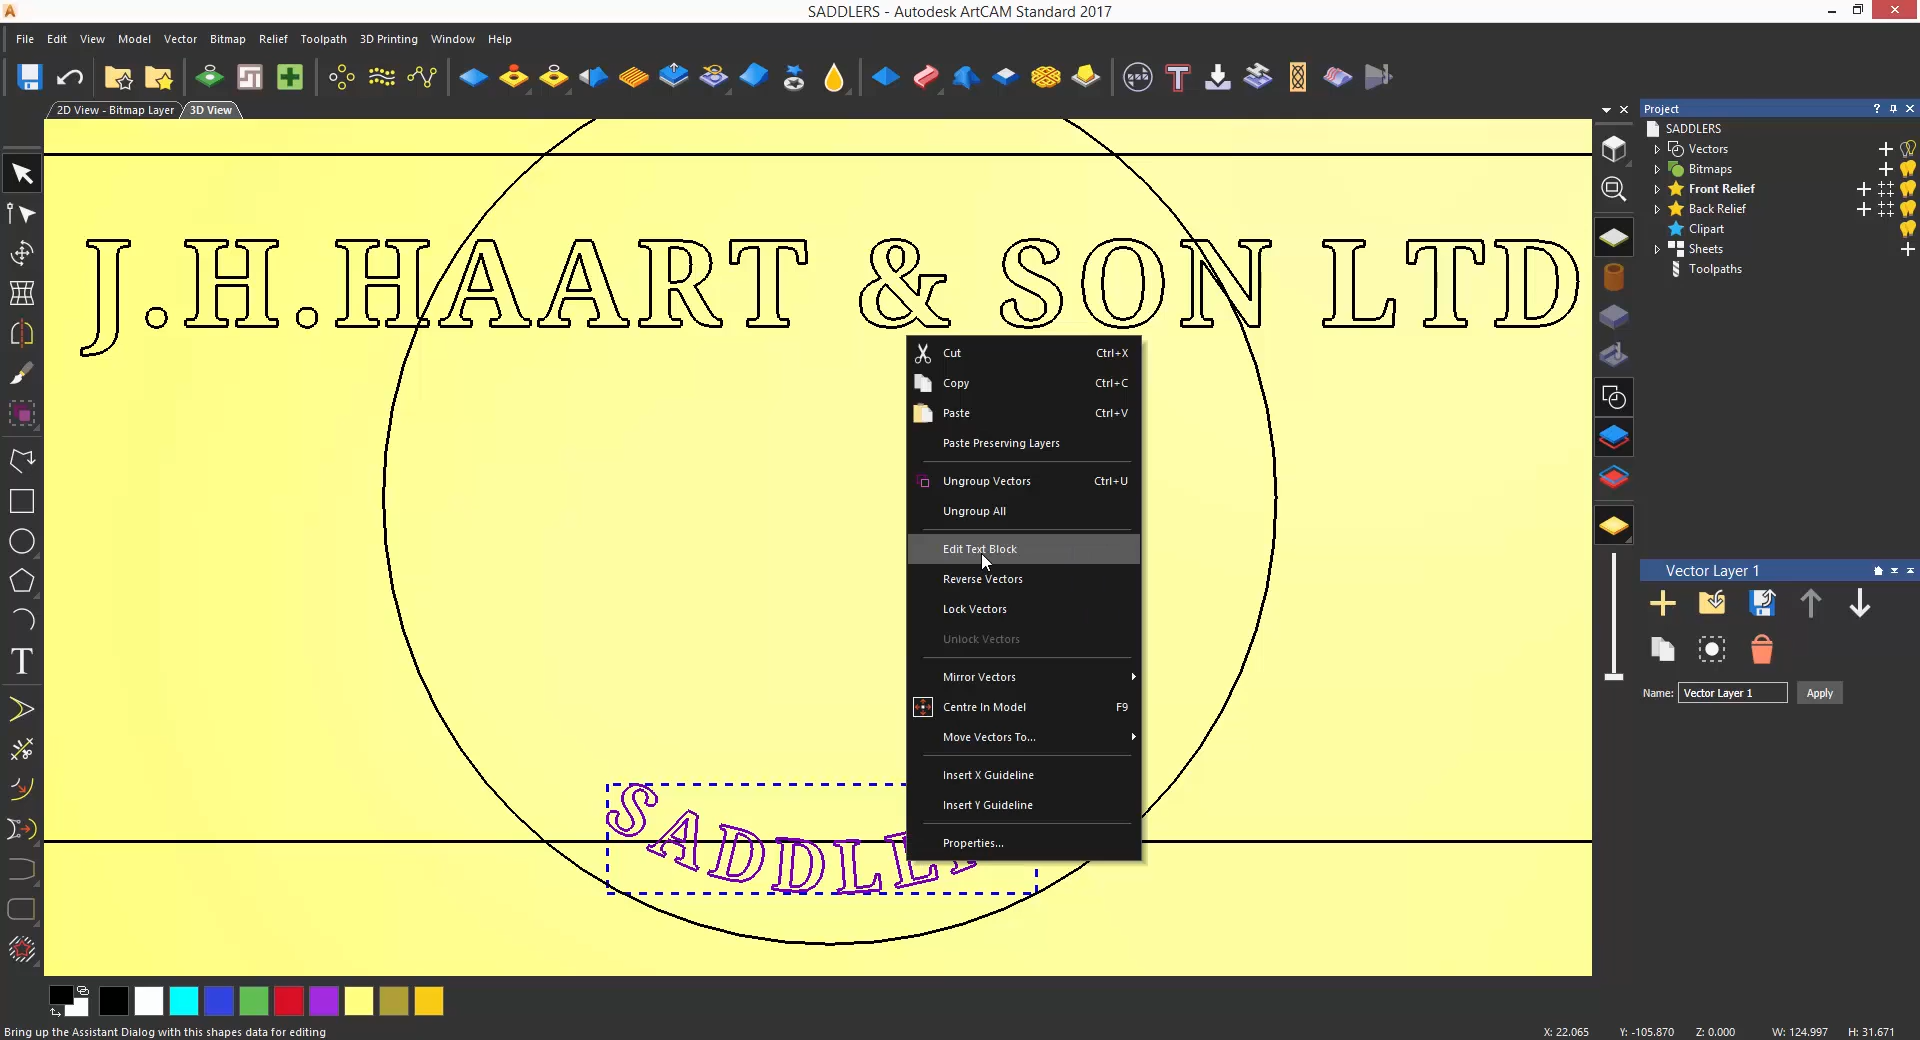 SADDLERS - Autodesk ArtCAM Standard 2017
File Edit View Model Vector Bitmap Relief Toolpath 3D Printing Window Help
2D View - Bitmap Layer 3D View
Project
SADDLERS
Vectors
Bitmaps
Front Relief
Back Relief
Clipart
Sheets
Toolpaths
J.H.HAART & SON LTD
Cut Ctrl+X
Copy Ctrl+C
Paste Ctrl+V
Paste Preserving Layers
Ungroup Vectors Ctrl+U
Ungroup All
Edit Text Block
Reverse Vectors
Lock Vectors
Unlock Vectors
Mirror Vectors
Centre In Model F9
Move Vectors To...
Insert X Guideline
Insert Y Guideline
Properties...
Vector Layer 1
Name: Vector Layer 1 Apply
Bring up the Assistant Dialog with this shapes data for editing
X: 22.065 Y: -105.870 Z: 0.000 W: 124.997 H: 31.671